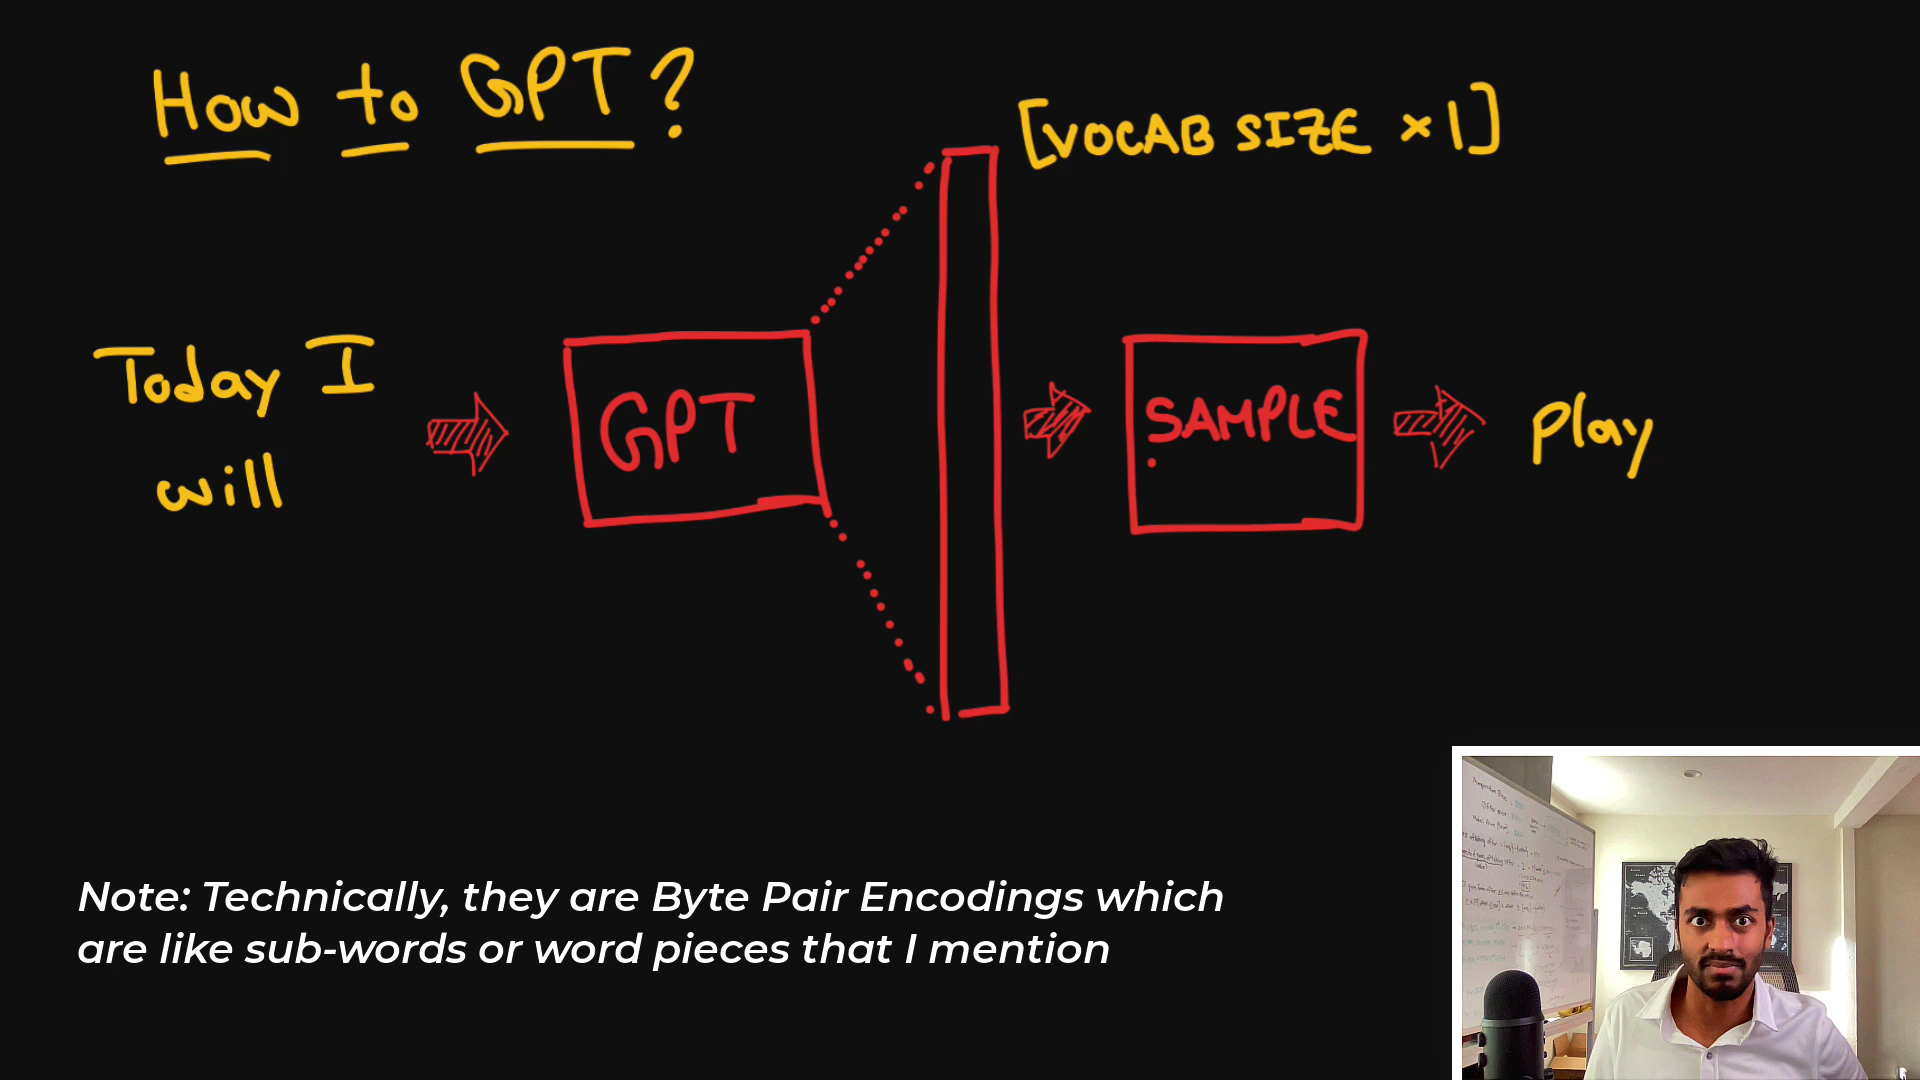 How to GPT?
[VOCAB SIZE × 1]
Today I
will
GPT
SAMPLE
play
Note: Technically, they are Byte Pair Encodings which
are like sub-words or word pieces that I mention